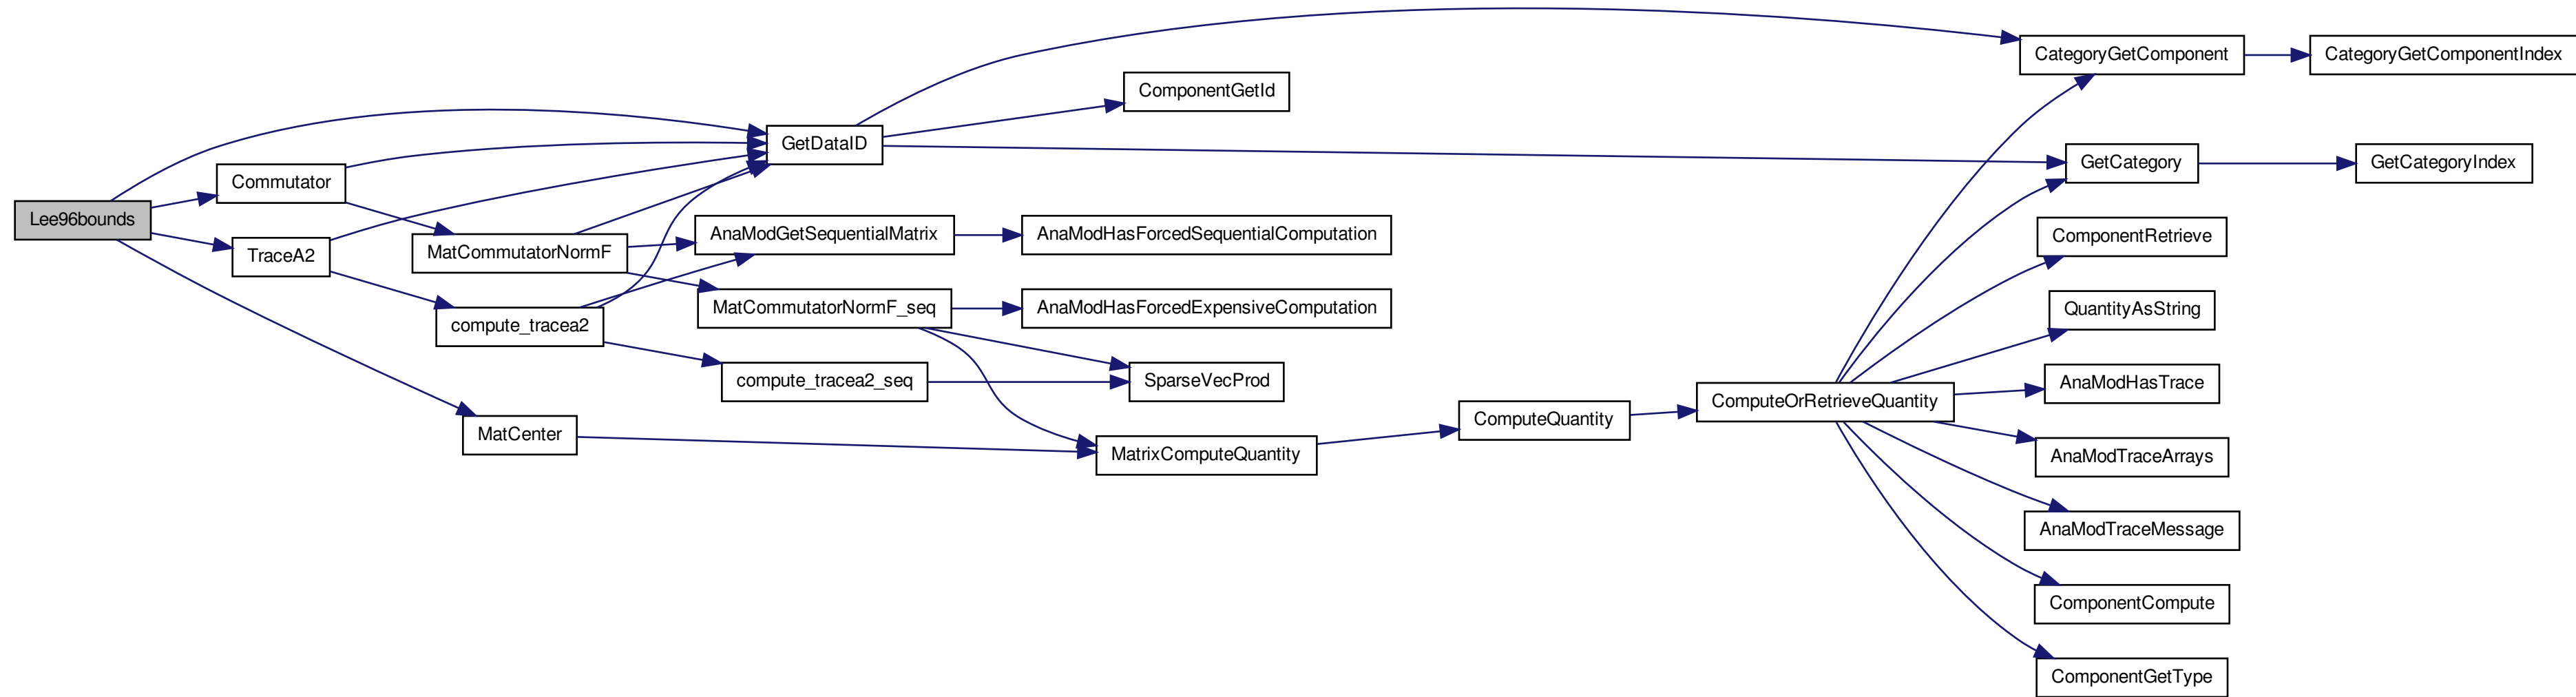 Lee96bounds
Commutator
TraceA2
MatCommutatorNormF
compute_tracea2
MatCenter
GetDataID
AnaModGetSequentialMatrix
MatCommutatorNormF_seq
compute_tracea2_seq
ComponentGetId
AnaModHasForcedSequentialComputation
AnaModHasForcedExpensiveComputation
SparseVecProd
MatrixComputeQuantity
ComputeQuantity
ComputeOrRetrieveQuantity
CategoryGetComponent
GetCategory
ComponentRetrieve
QuantityAsString
AnaModHasTrace
AnaModTraceArrays
AnaModTraceMessage
ComponentCompute
ComponentGetType
CategoryGetComponentIndex
GetCategoryIndex